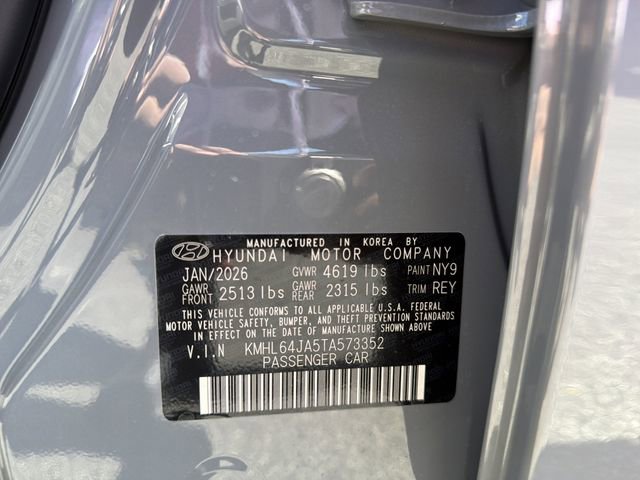 MANUFACTURED IN KOREA BY
HYUNDAI MOTOR COMPANY
JAN/2026 GVWR 4619 lbs PAINT NY9
GAWR FRONT 2513 lbs GAWR REAR 2315 lbs TRIM REY
THIS VEHICLE CONFORMS TO ALL APPLICABLE U.S.A. FEDERAL
MOTOR VEHICLE SAFETY, BUMPER, AND THEFT PREVENTION STANDARDS
IN EFFECT ON THE DATE OF MANUFACTURE SHOWN ABOVE.
V.I.N KMHL64JA5TA573352
PASSENGER CAR